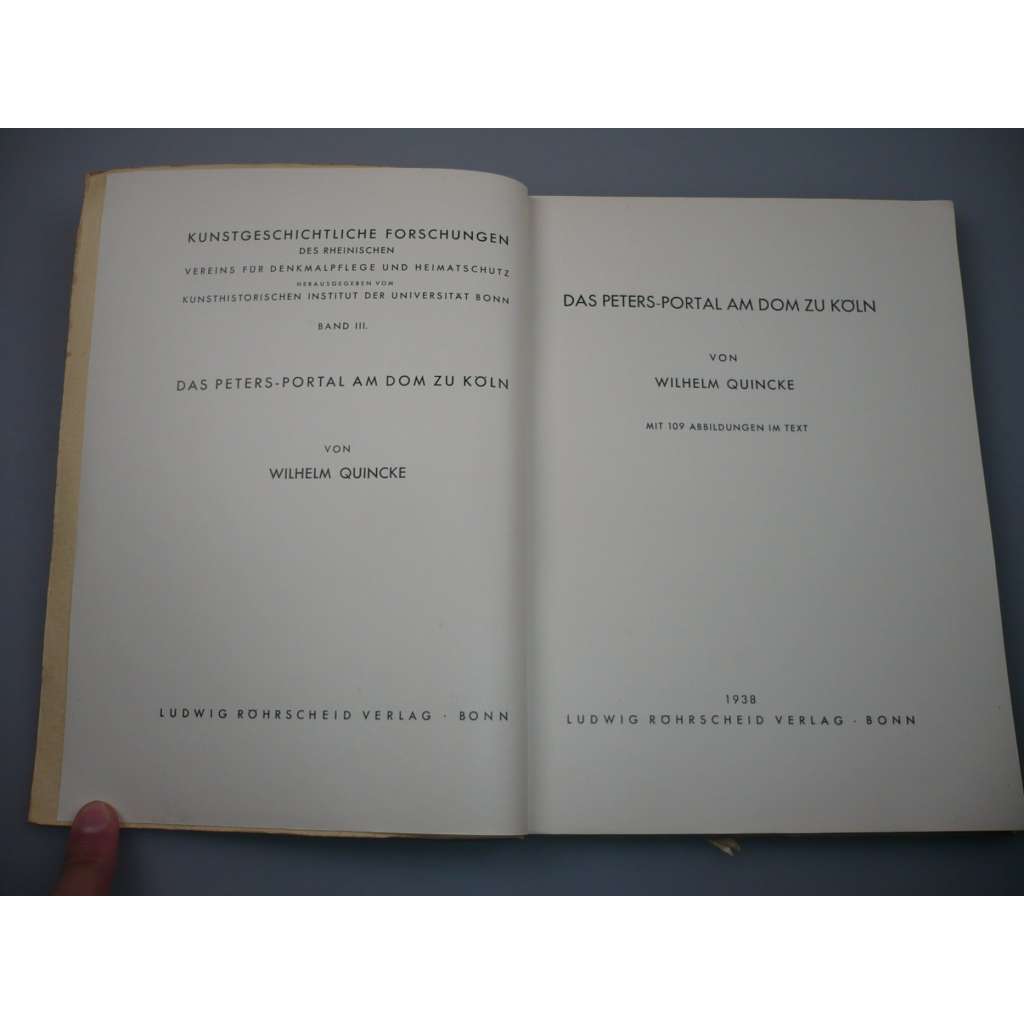 KUNSTGESCHICHTLICHE FORSCHUNGEN
DES RHEINISCHEN
VEREINS FÜR DENKMALPFLEGE UND HEIMATSCHUTZ
HERAUSGEGEBEN VOM
KUNSTHISTORISCHEN INSTITUT DER UNIVERSITÄT BONN
BAND III.
DAS PETERS-PORTAL AM DOM ZU KÖLN
VON
WILHELM QUINCKE
LUDWIG RÖHRSCHEID VERLAG · BONN
DAS PETERS-PORTAL AM DOM ZU KÖLN
VON
WILHELM QUINCKE
MIT 109 ABBILDUNGEN IM TEXT
1938
LUDWIG RÖHRSCHEID VERLAG · BONN